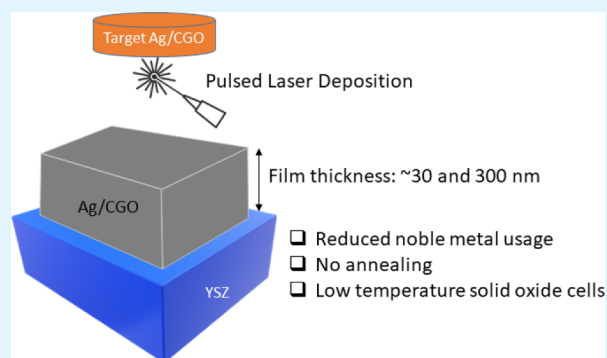 Target Ag/CGO
Pulsed Laser Deposition
Film thickness: ~30 and 300 nm
Ag/CGO
❑ Reduced noble metal usage
❑ No annealing
❑ Low temperature solid oxide cells
YSZ